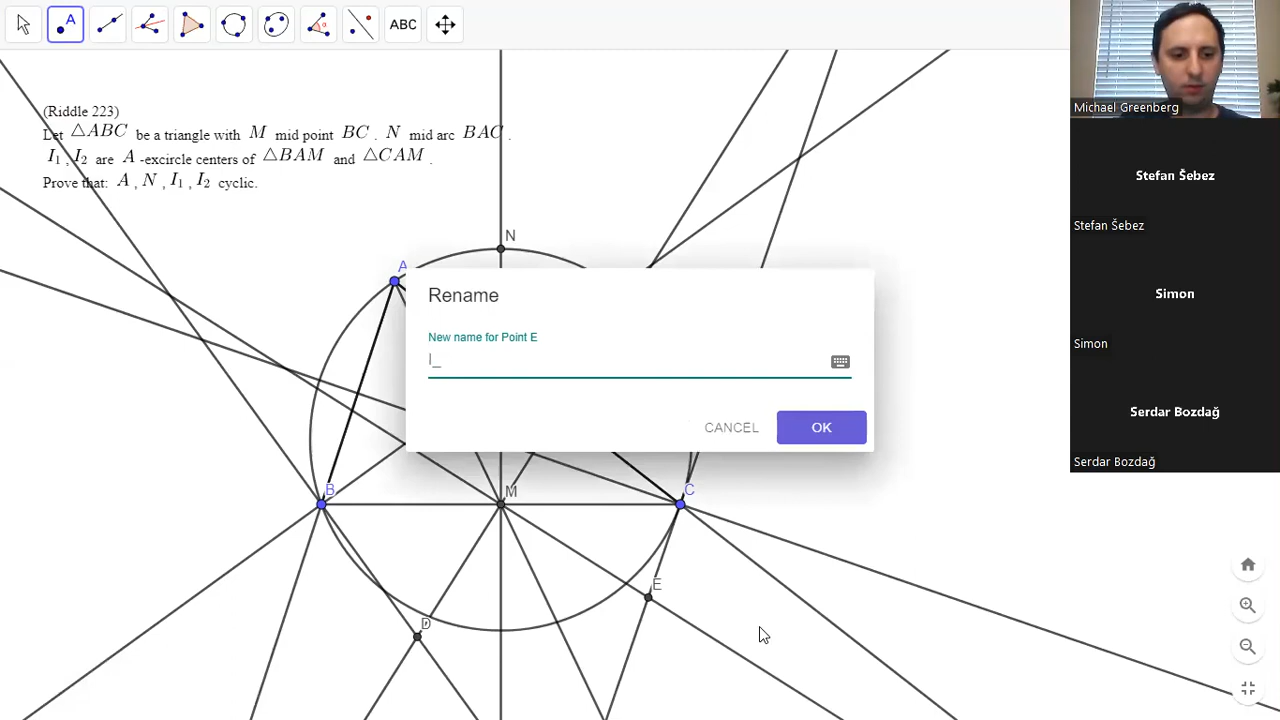 A
ABC
Michael Greenberg
(Riddle 223)
Let △ABC be a triangle with M mid point BC . N mid arc BAC .
I₁ , I₂ are A -excircle centers of △BAM and △CAM .
Prove that: A , N , I₁ , I₂ cyclic.
Stefan Šebez
Stefan Šebez
N
A
Rename
New name for Point E
I_
CANCEL
OK
Simon
Simon
Serdar Bozdağ
Serdar Bozdağ
B
M
C
E
D